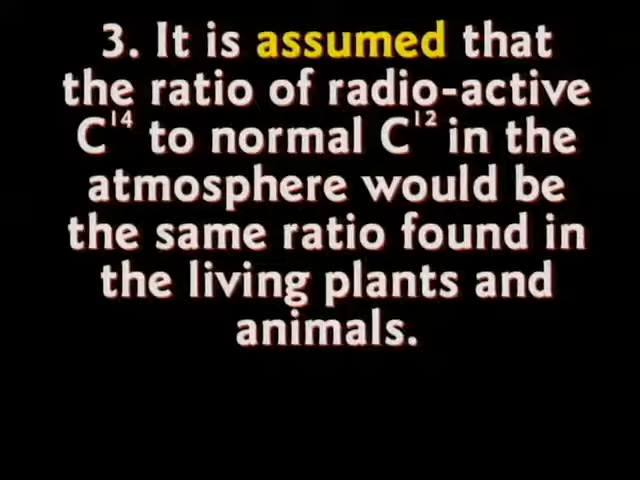 3. It is assumed that
the ratio of radio-active
C¹⁴ to normal C¹² in the
atmosphere would be
the same ratio found in
the living plants and
animals.